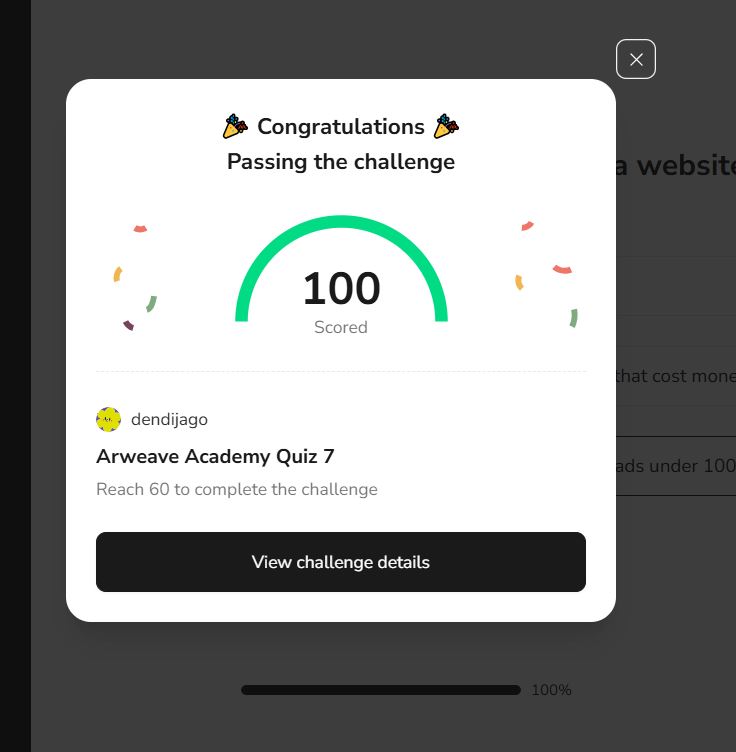 Congratulations
Passing the challenge
a website
100
Scored
that cost
dendijago
Arweave Academy Quiz 7
ads under 100
Reach 60 to complete the challenge
View challenge details
100%